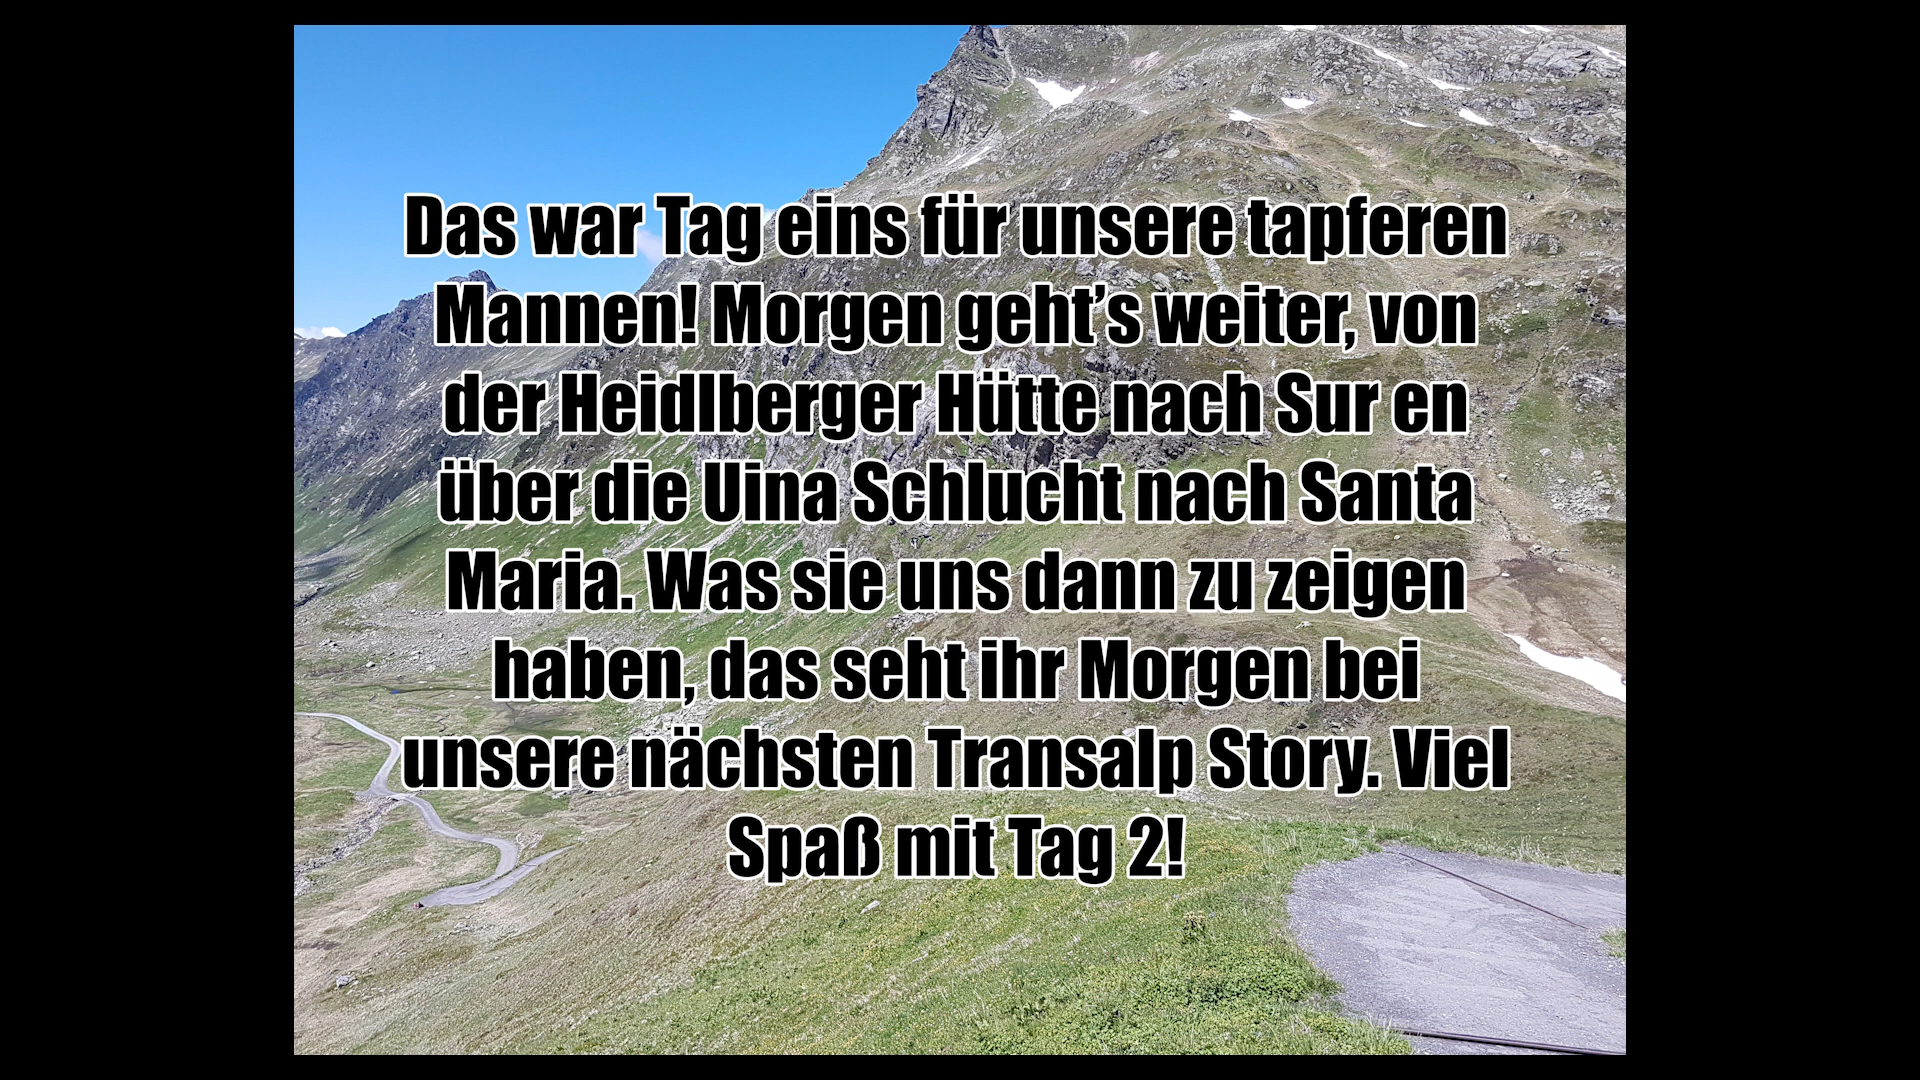 Das war Tag eins für unsere tapferen
Mannen! Morgen geht’s weiter, von
der Heidlberger Hütte nach Sur en
über die Uina Schlucht nach Santa
Maria. Was sie uns dann zu zeigen
haben, das seht ihr Morgen bei
unsere nächsten Transalp Story. Viel
Spaß mit Tag 2!